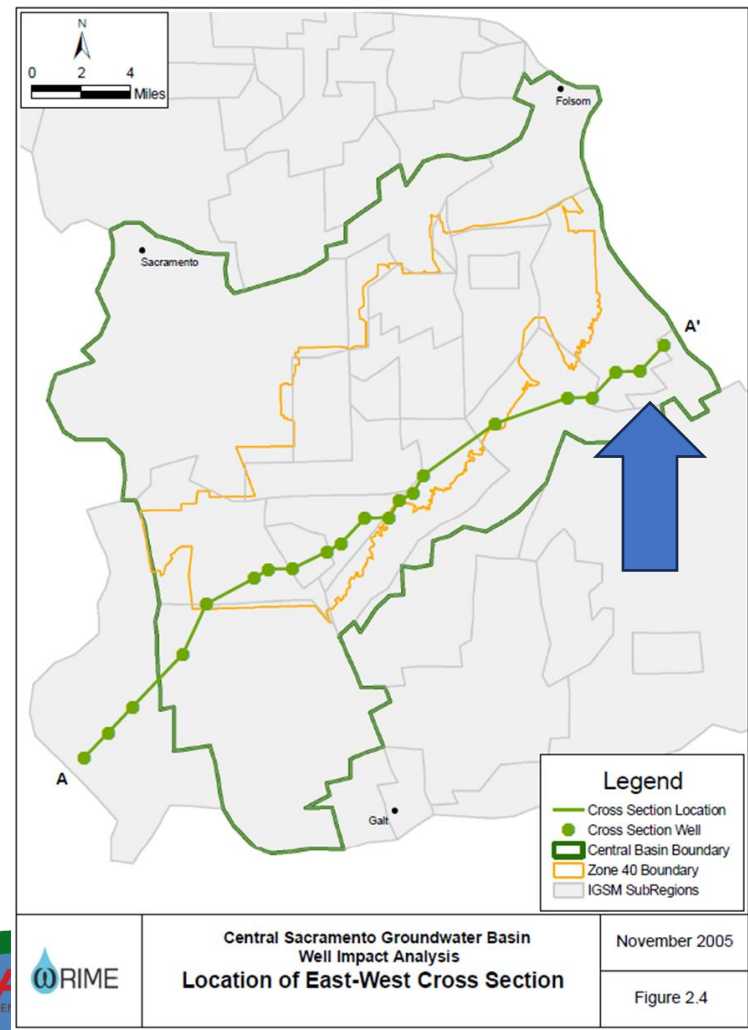 N
0 2 4
Miles
Folsom
Sacramento
A'
A
Galt
Legend
Cross Section Location
Cross Section Well
Central Basin Boundary
Zone 40 Boundary
IGSM SubRegions
WRIME
Central Sacramento Groundwater Basin
Well Impact Analysis
Location of East-West Cross Section
November 2005
Figure 2.4